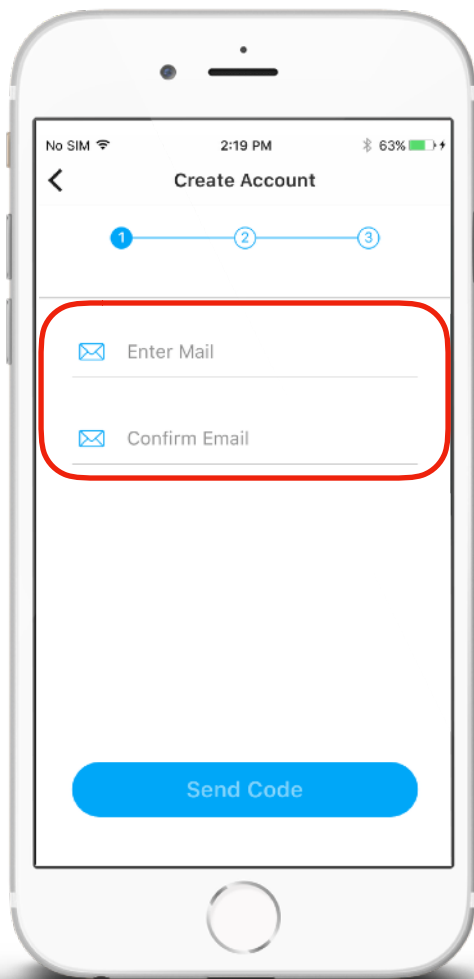 No SIM 2:19 PM 63%
Create Account
1 2 3
Enter Mail
Confirm Email
Send Code